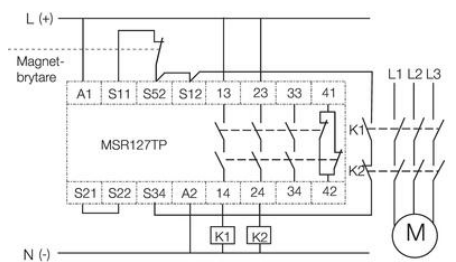 L (+)
Magnet-
brytare
A1 S11 S52 S12 13 23 33 41
MSR127TP
S21 S22 S34 A2 14 24 34 42
K1 K2
N (-)
L1 L2 L3
K1
K2
M